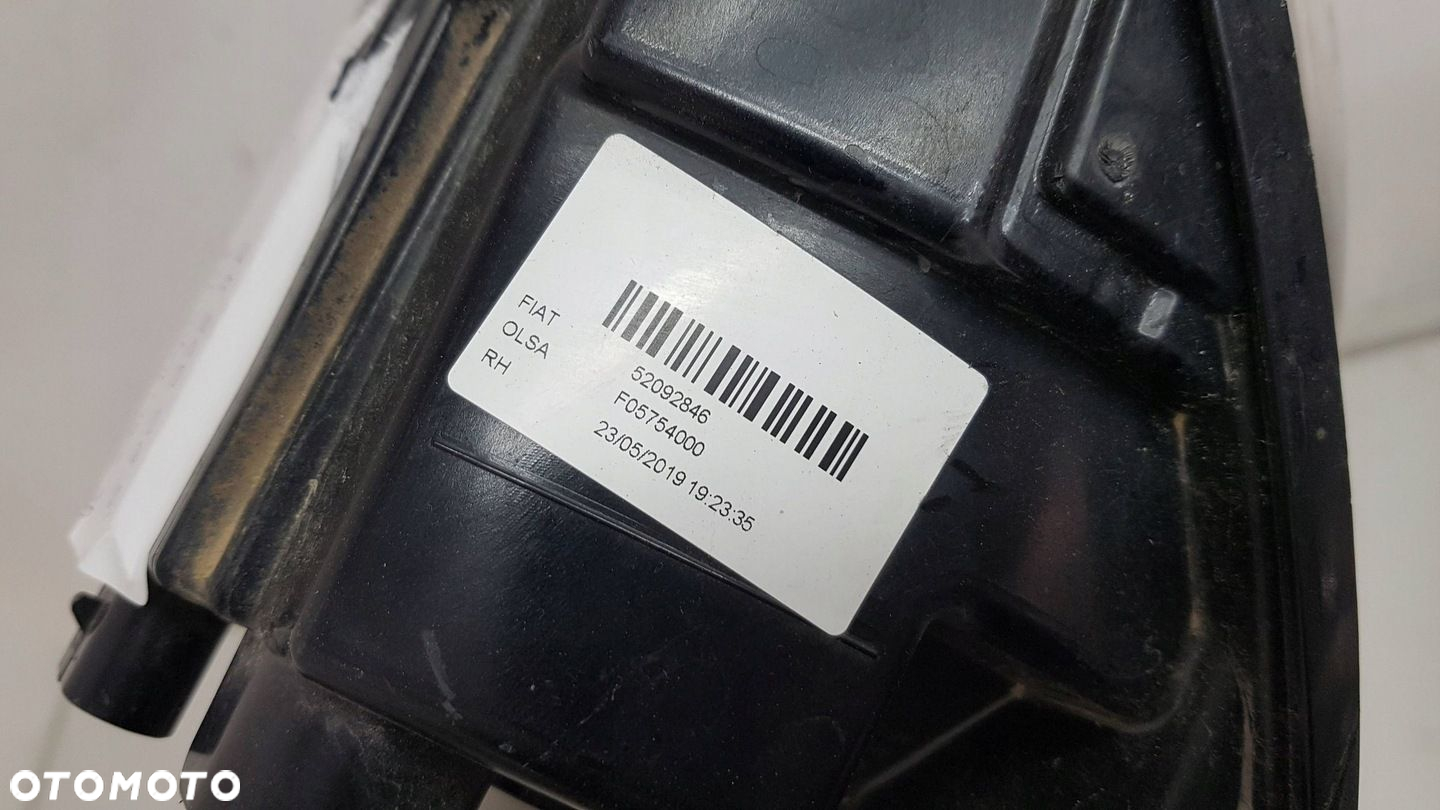 FIAT
OLSA
RH
52092846
F05754000
23/05/2019 19:23:35
OTOMOTO